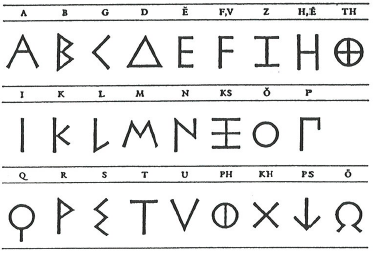 A B G D Ĕ F,V Z H,Ē TH
Α Β Γ Δ Ε Ϝ Ζ Η Θ
I K L M N KS Ŏ P
Ι Κ Λ Μ Ν Ξ Ο Π
Q R S T U PH KH PS Ō
Ϙ Ρ Σ Τ Υ Φ Χ Ψ Ω